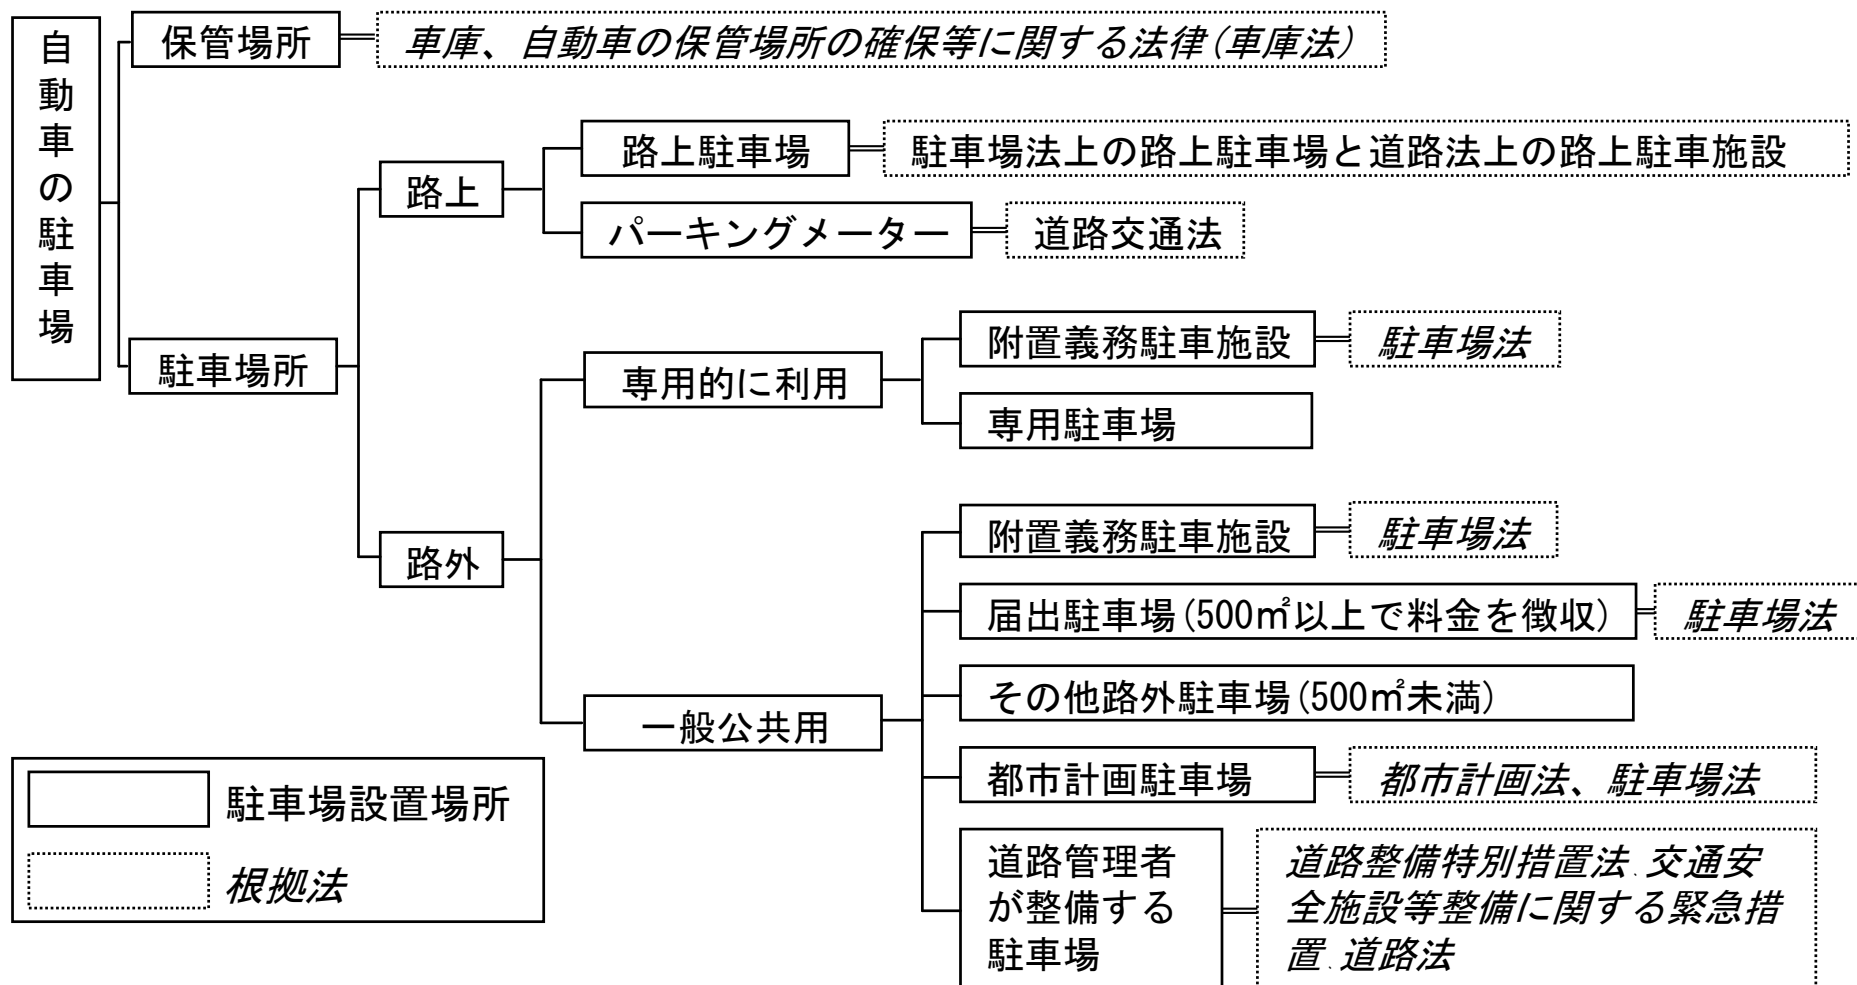 自動車の駐車場
保管場所
車庫、自動車の保管場所の確保等に関する法律(車庫法)
路上駐車場
駐車場法上の路上駐車場と道路法上の路上駐車施設
路上
パーキングメーター
道路交通法
駐車場所
専用的に利用
附置義務駐車施設
駐車場法
専用駐車場
路外
附置義務駐車施設
駐車場法
届出駐車場(500㎡以上で料金を徴収)
駐車場法
その他路外駐車場(500㎡未満)
一般公共用
都市計画駐車場
都市計画法、駐車場法
道路管理者
が整備する
駐車場
道路整備特別措置法、交通安
全施設等整備に関する緊急措
置、道路法
駐車場設置場所
根拠法